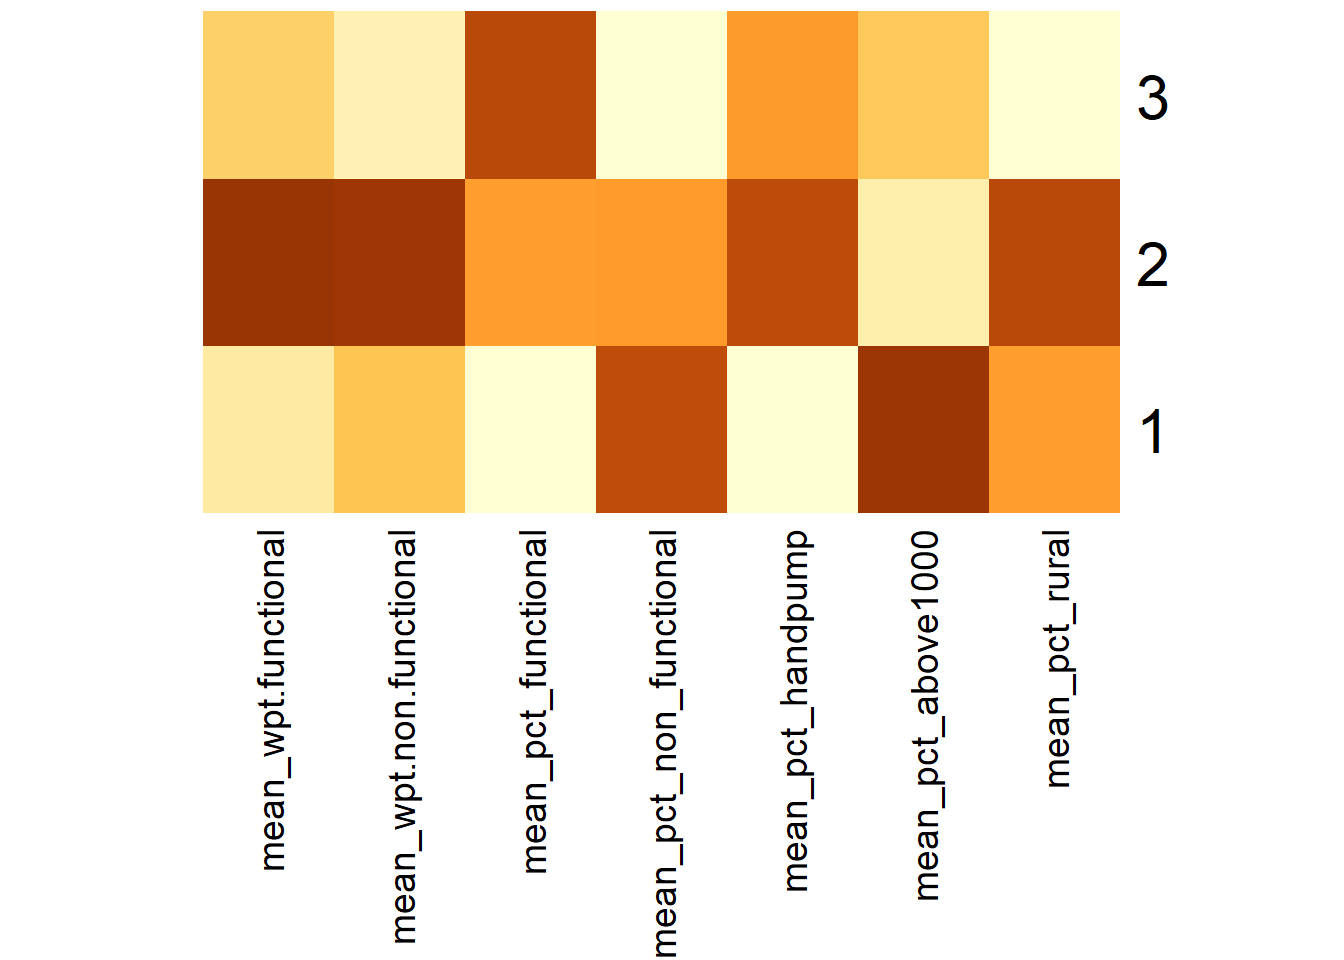 3
2
1
mean_wpt.functional
mean_wpt.non.functional
mean_pct_functional
mean_pct_non_functional
mean_pct_handpump
mean_pct_above1000
mean_pct_rural